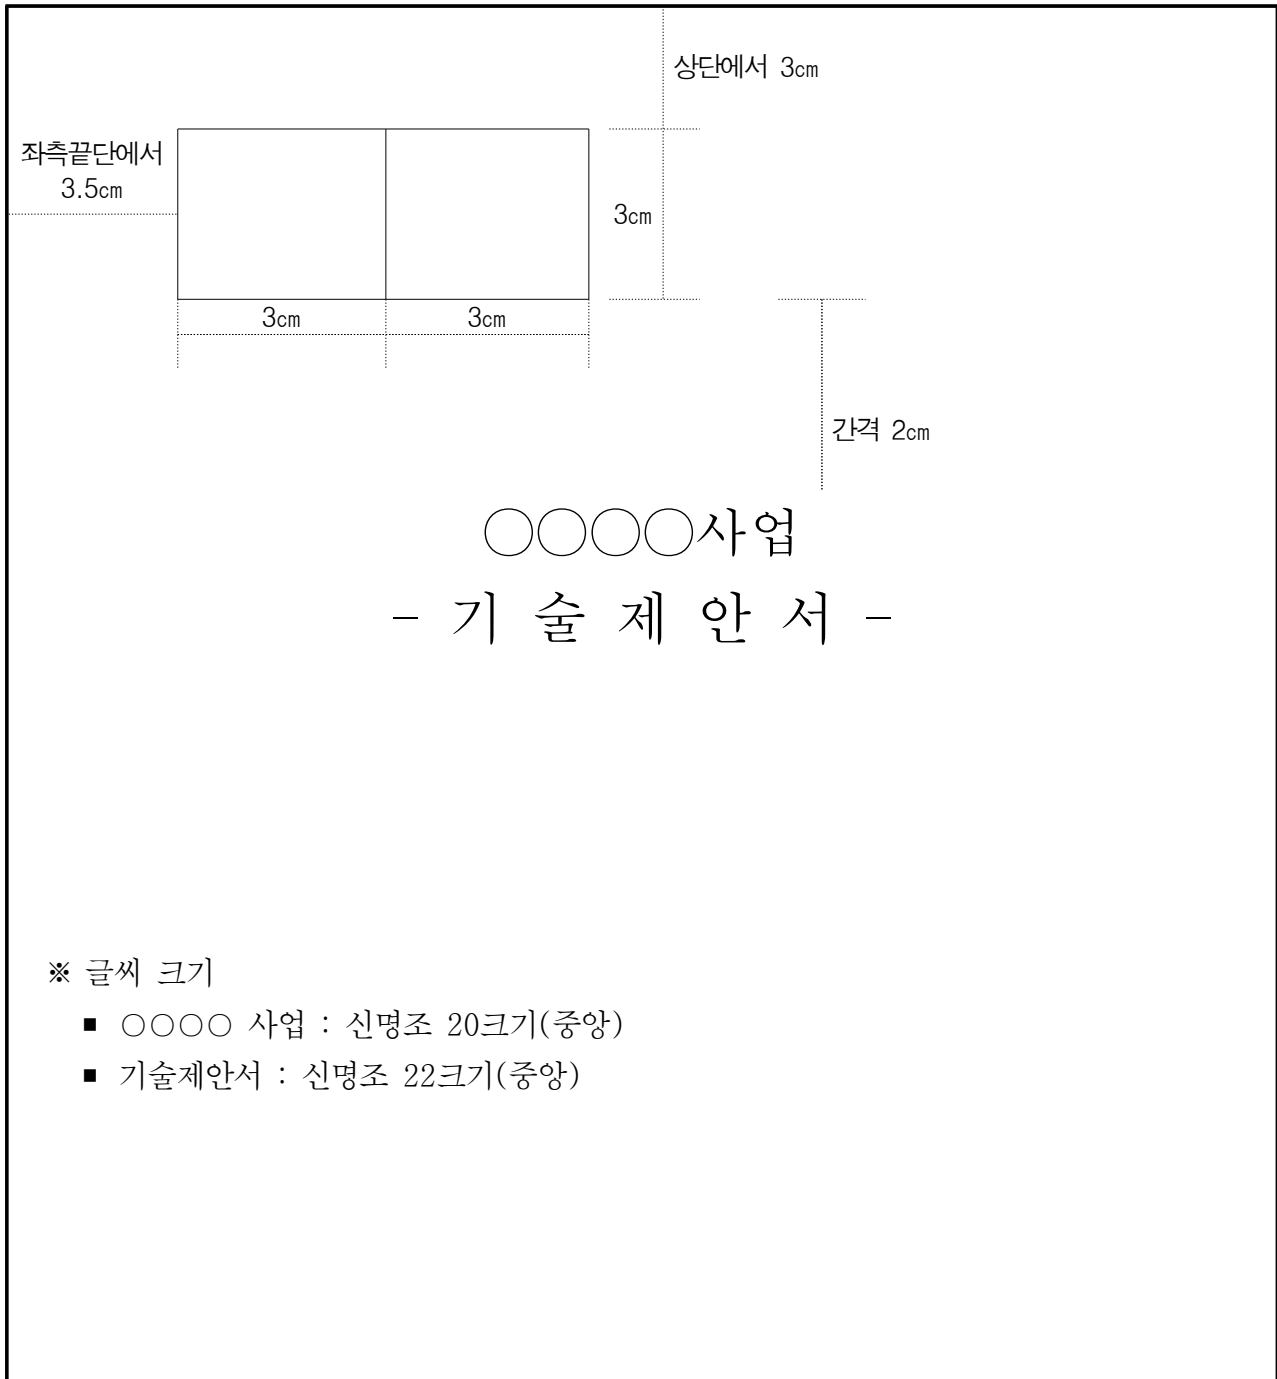 상단에서 3cm
좌측끝단에서
3.5cm
3cm
3cm 3cm
간격 2cm
○○○○사업
- 기 술 제 안 서 -
※ 글씨 크기
■ ○○○○ 사업 : 신명조 20크기(중앙)
■ 기술제안서 : 신명조 22크기(중앙)